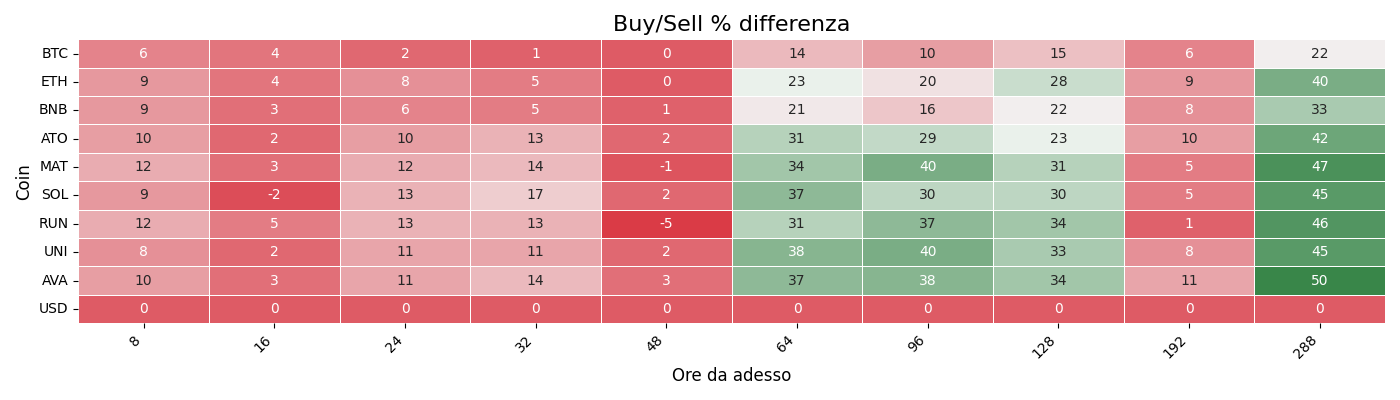 Buy/Sell % differenza
BTC 6 4 2 1 0 14 10 15 6 22
ETH 9 4 8 5 0 23 20 28 9 40
BNB 9 3 6 5 1 21 16 22 8 33
ATO 10 2 10 13 2 31 29 23 10 42
MAT 12 3 12 14 -1 34 40 31 5 47
SOL 9 -2 13 17 2 37 30 30 5 45
RUN 12 5 13 13 -5 31 37 34 1 46
UNI 8 2 11 11 2 38 40 33 8 45
AVA 10 3 11 14 3 37 38 34 11 50
USD 0 0 0 0 0 0 0 0 0 0
Coin
8 16 24 32 48 64 96 128 192 288
Ore da adesso